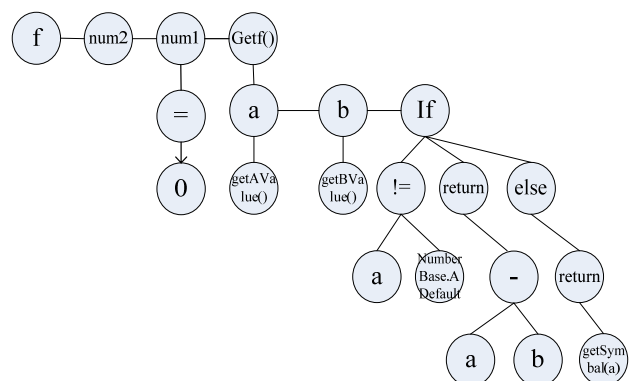 f
num2
num1
Getf()
=
a
b
If
0
getAVa
lue()
getBVa
lue()
!=
return
else
a
Number
Base.A
Default
-
return
a
b
getSym
bal(a)